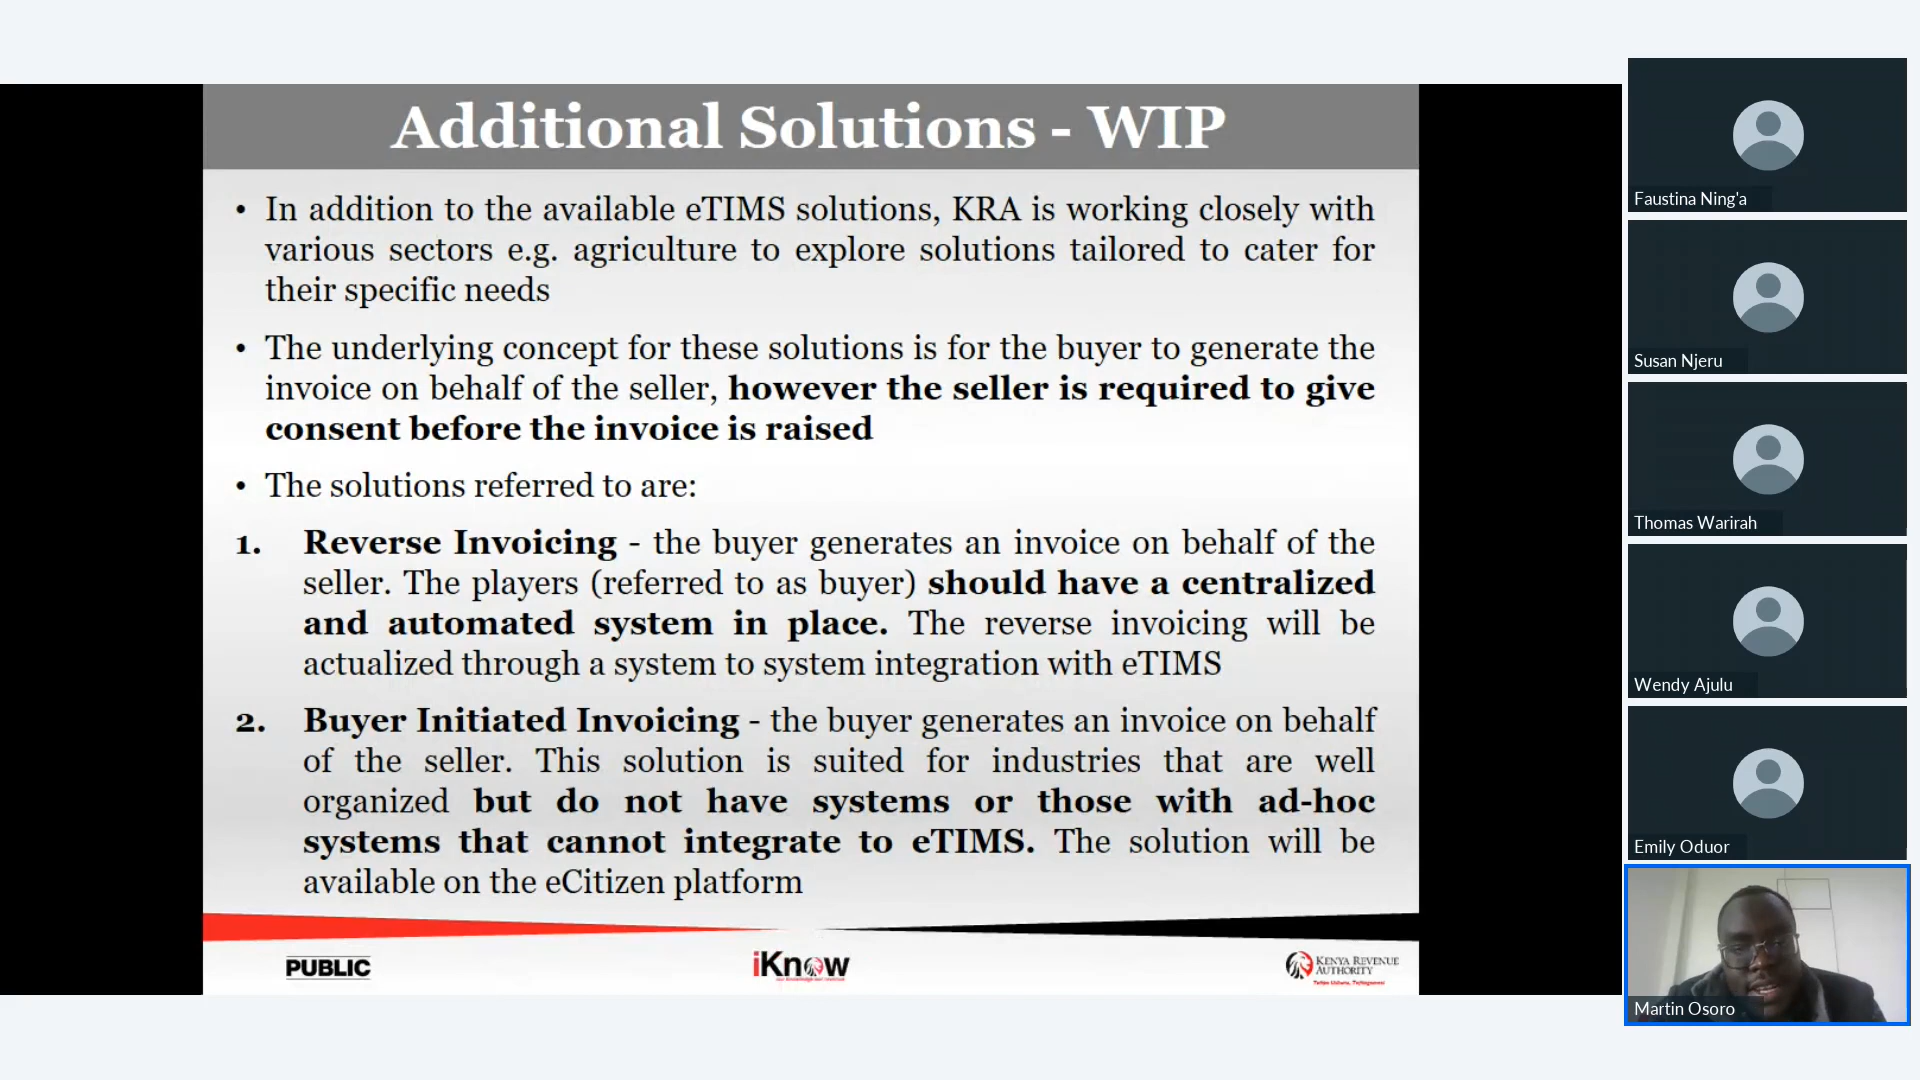 Additional Solutions - WIP
• In addition to the available eTIMS solutions, KRA is working closely with
various sectors e.g. agriculture to explore solutions tailored to cater for
their specific needs
• The underlying concept for these solutions is for the buyer to generate the
invoice on behalf of the seller, however the seller is required to give
consent before the invoice is raised
• The solutions referred to are:
1. Reverse Invoicing - the buyer generates an invoice on behalf of the
seller. The players (referred to as buyer) should have a centralized
and automated system in place. The reverse invoicing will be
actualized through a system to system integration with eTIMS
2. Buyer Initiated Invoicing - the buyer generates an invoice on behalf
of the seller. This solution is suited for industries that are well
organized but do not have systems or those with ad-hoc
systems that cannot integrate to eTIMS. The solution will be
available on the eCitizen platform
PUBLIC
iKnow
KENYA REVENUE
AUTHORITY
Tulipe Ushuru, Tujitegemee!
Faustina Ning'a
Susan Njeru
Thomas Warirah
Wendy Ajulu
Emily Oduor
Martin Osoro